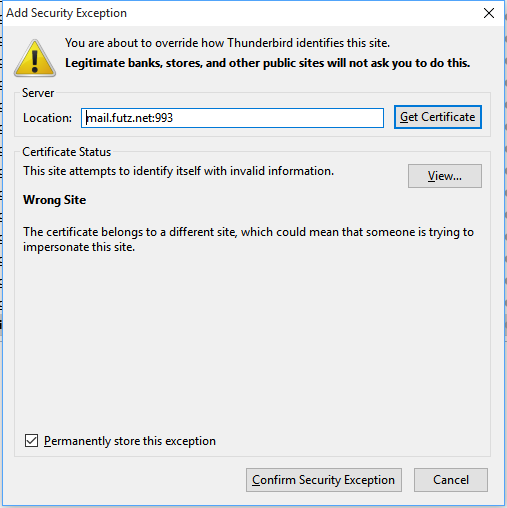 Add Security Exception
You are about to override how Thunderbird identifies this site.
Legitimate banks, stores, and other public sites will not ask you to do this.
Server
Location:
mail.futz.net:993
Get Certificate
Certificate Status
This site attempts to identify itself with invalid information.
View...
Wrong Site
The certificate belongs to a different site, which could mean that someone is trying to
impersonate this site.
Permanently store this exception
Confirm Security Exception
Cancel